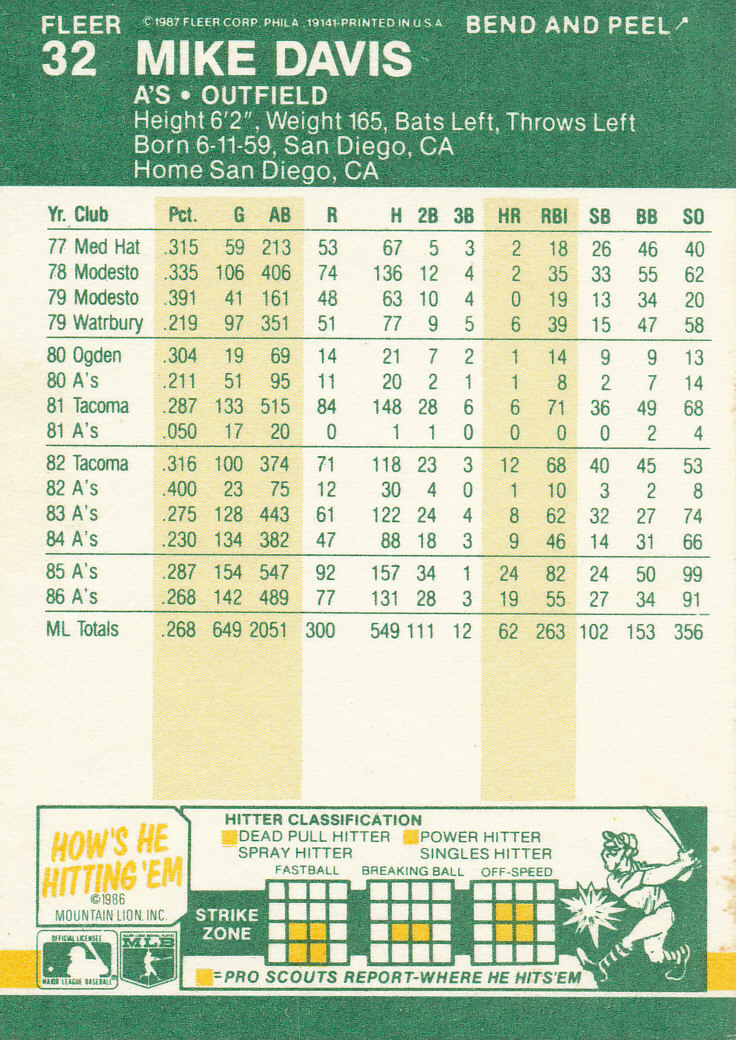 FLEER © 1987 FLEER CORP. PHILA., 19141-PRINTED IN U S A BEND AND PEEL
32 MIKE DAVIS
A'S • OUTFIELD
Height 6'2", Weight 165, Bats Left, Throws Left
Born 6-11-59, San Diego, CA
Home San Diego, CA
Yr. Club Pct. G AB R H 2B 3B HR RBI SB BB SO
77 Med Hat .315 59 213 53 67 5 3 2 18 26 46 40
78 Modesto .335 106 406 74 136 12 4 2 35 33 55 62
79 Modesto .391 41 161 48 63 10 4 0 19 13 34 20
79 Watrbury .219 97 351 51 77 9 5 6 39 15 47 58
80 Ogden .304 19 69 14 21 7 2 1 14 9 9 13
80 A's .211 51 95 11 20 2 1 1 8 2 7 14
81 Tacoma .287 133 515 84 148 28 6 6 71 36 49 68
81 A's .050 17 20 0 1 1 0 0 0 0 2 4
82 Tacoma .316 100 374 71 118 23 3 12 68 40 45 53
82 A's .400 23 75 12 30 4 0 1 10 3 2 8
83 A's .275 128 443 61 122 24 4 8 62 32 27 74
84 A's .230 134 382 47 88 18 3 9 46 14 31 66
85 A's .287 154 547 92 157 34 1 24 82 24 50 99
86 A's .268 142 489 77 131 28 3 19 55 27 34 91
ML Totals .268 649 2051 300 549 111 12 62 263 102 153 356
HOW'S HE
HITTING 'EM
©1986
MOUNTAIN LION, INC.
OFFICIAL LICENSEE
MAJOR LEAGUE BASEBALL
MLB
HITTER CLASSIFICATION
DEAD PULL HITTER POWER HITTER
SPRAY HITTER SINGLES HITTER
FASTBALL BREAKING BALL OFF-SPEED
STRIKE
ZONE
=PRO SCOUTS REPORT-WHERE HE HITS'EM